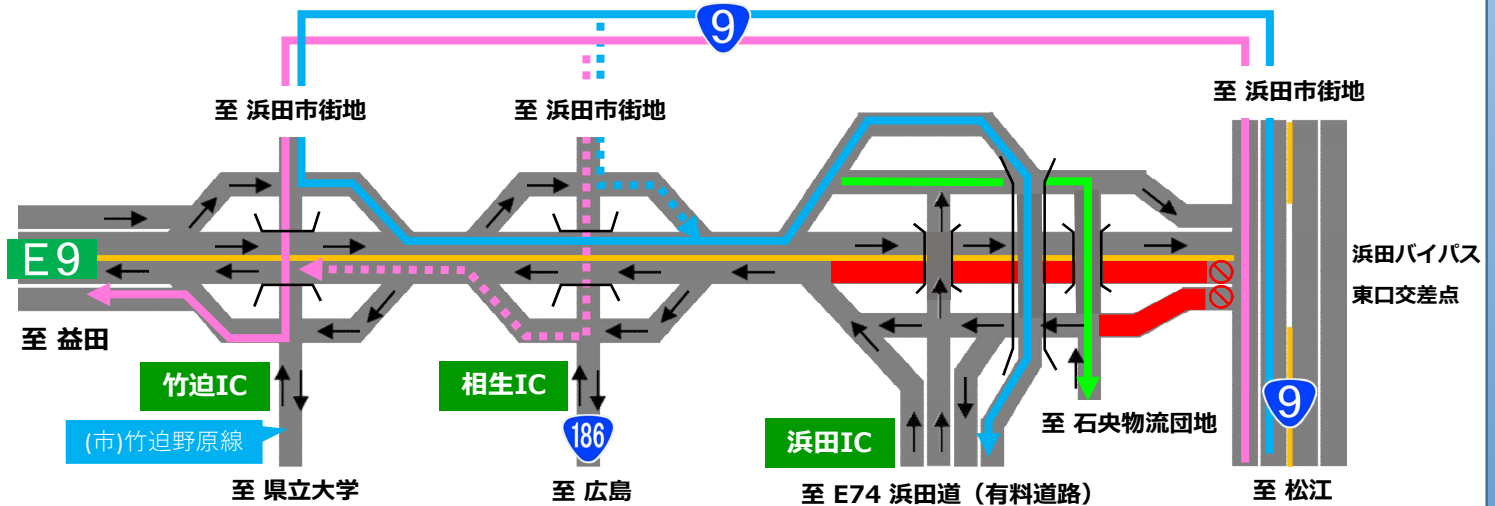 9
至 浜田市街地
至 浜田市街地
至 浜田市街地
E9
浜田バイパス
東口交差点
至 益田
竹迫IC
相生IC
浜田IC
(市)竹迫野原線
186
9
至 石央物流団地
至 県立大学
至 広島
至 E74 浜田道（有料道路）
至 松江